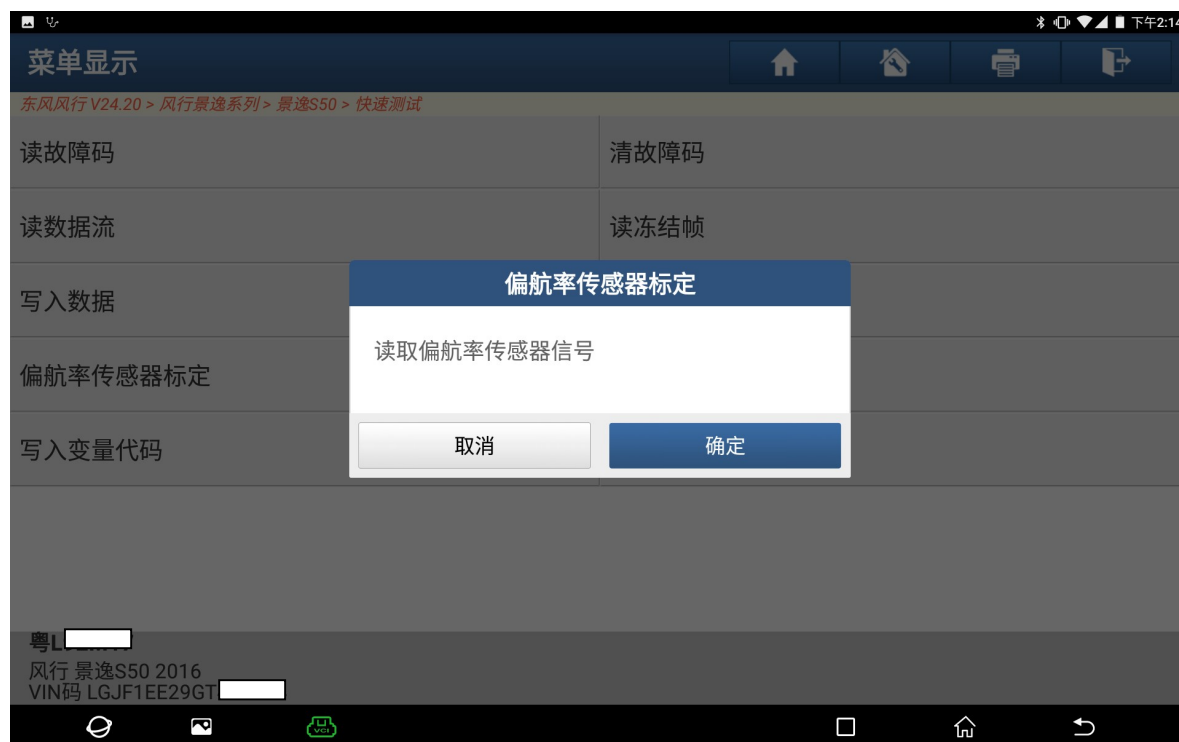 下午2:14
菜单显示
东风风行 V24.20 > 风行景逸系列 > 景逸S50 > 快速测试
读故障码
清故障码
读数据流
读冻结帧
写入数据
偏航率传感器标定
读取偏航率传感器信号
取消
确定
偏航率传感器标定
写入变量代码
粤L
风行 景逸S50 2016
VIN码 LGJF1EE29GT
VCI